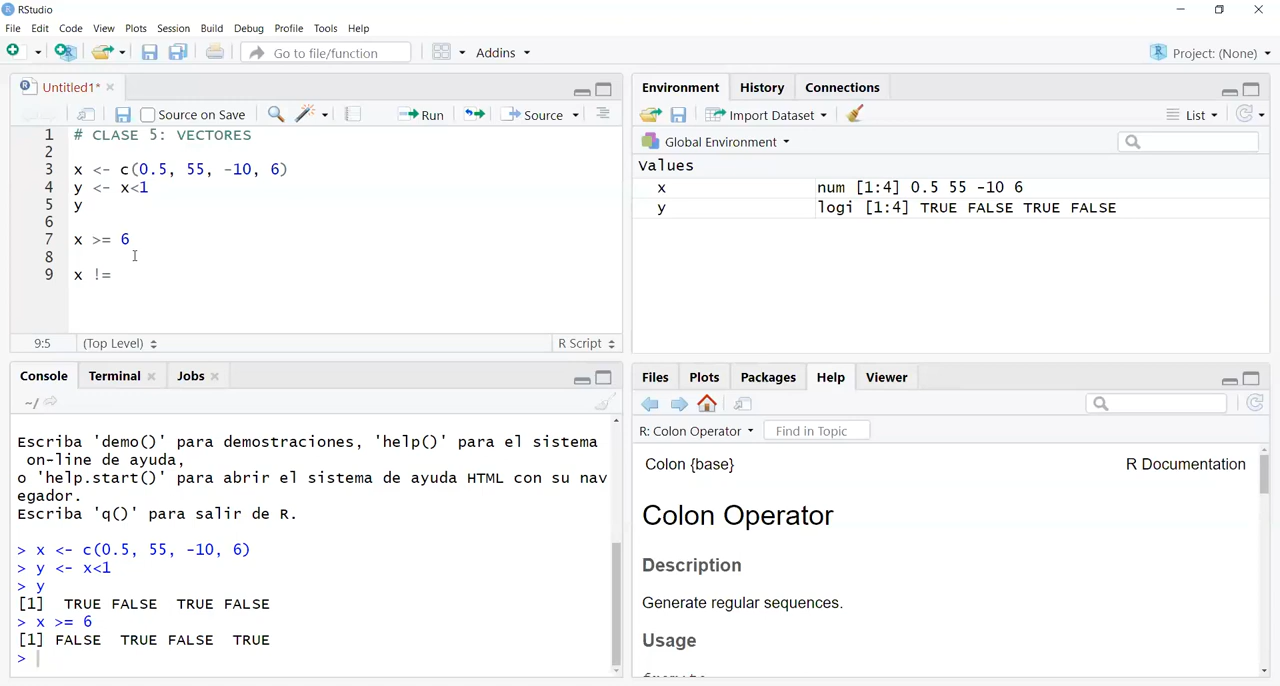 RStudio
File Edit Code View Plots Session Build Debug Profile Tools Help
Go to file/function Addins Project: (None)
Untitled1*
Source on Save Run Source
1 # CLASE 5: VECTORES
2
3 x <- c(0.5, 55, -10, 6)
4 y <- x<1
5 y
6
7 x >= 6
8
9 x !=
9:5 (Top Level) R Script
Console Terminal Jobs
~/
Escriba 'demo()' para demostraciones, 'help()' para el sistema
on-line de ayuda,
o 'help.start()' para abrir el sistema de ayuda HTML con su nav
egador.
Escriba 'q()' para salir de R.
> x <- c(0.5, 55, -10, 6)
> y <- x<1
> y
[1]  TRUE FALSE  TRUE FALSE
> x >= 6
[1] FALSE  TRUE FALSE  TRUE
>
Environment History Connections
Import Dataset List
Global Environment
Values
x num [1:4] 0.5 55 -10 6
y logi [1:4] TRUE FALSE TRUE FALSE
Files Plots Packages Help Viewer
R: Colon Operator Find in Topic
Colon {base} R Documentation
Colon Operator
Description
Generate regular sequences.
Usage